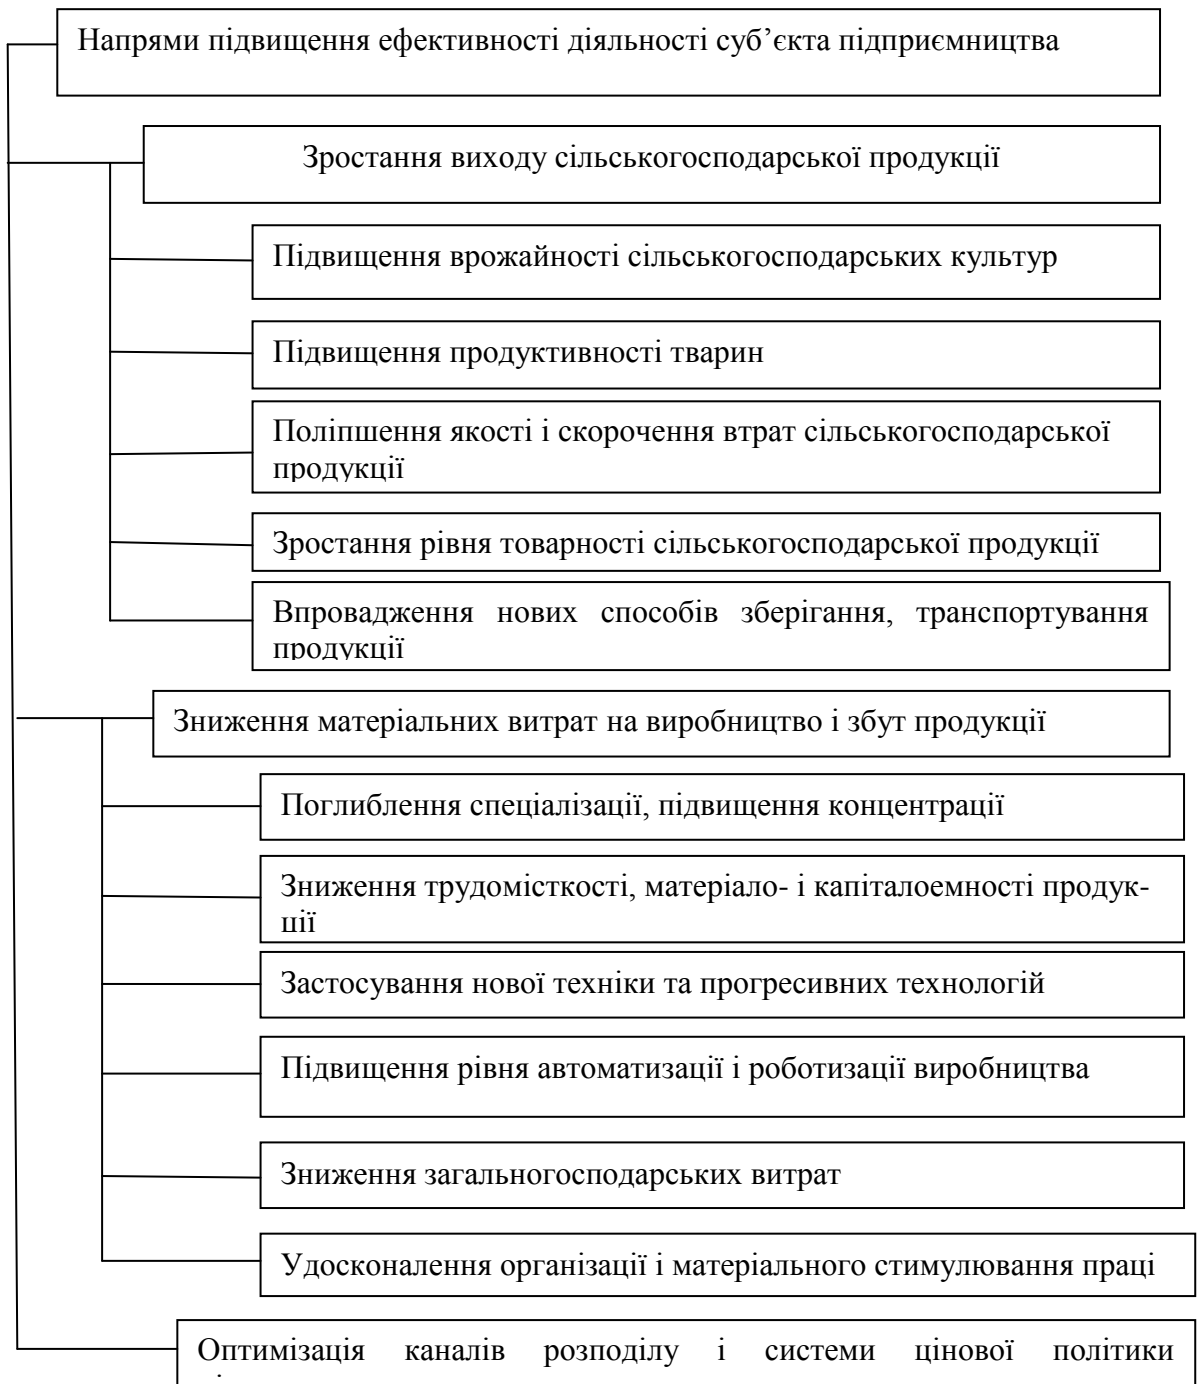 Напрями підвищення ефективності діяльності суб’єкта підприємництва
Зростання виходу сільськогосподарської продукції
Підвищення врожайності сільськогосподарських культур
Підвищення продуктивності тварин
Поліпшення якості і скорочення втрат сільськогосподарської
продукції
Зростання рівня товарності сільськогосподарської продукції
Впровадження нових способів зберігання, транспортування
продукції
Зниження матеріальних витрат на виробництво і збут продукції
Поглиблення спеціалізації, підвищення концентрації
Зниження трудомісткості, матеріало- і капіталоемності продук-
ції
Застосування нової техніки та прогресивних технологій
Підвищення рівня автоматизації і роботизації виробництва
Зниження загальногосподарських витрат
Удосконалення організації і матеріального стимулювання праці
Оптимізація каналів розподілу і системи цінової політики